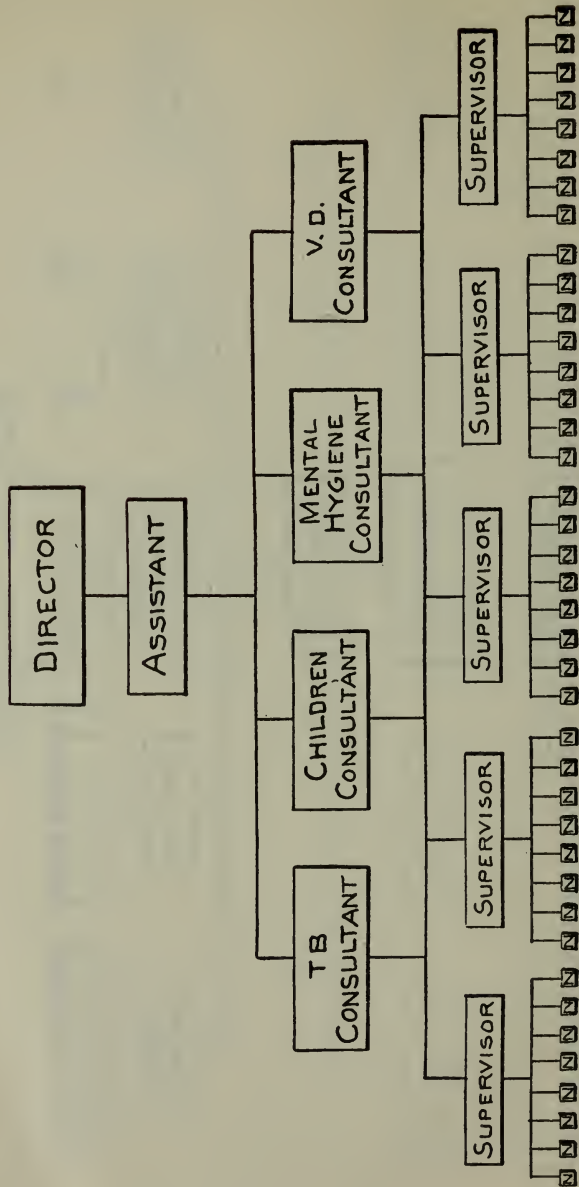 DIRECTOR
ASSISTANT
TB
CONSULTANT
CHILDREN
CONSULTANT
MENTAL
HYGIENE
CONSULTANT
V. D.
CONSULTANT
SUPERVISOR
SUPERVISOR
SUPERVISOR
SUPERVISOR
SUPERVISOR
N N N N N N N N N N N N N N N N N N N N N N N N N N N N N N N N N N N N N N N N